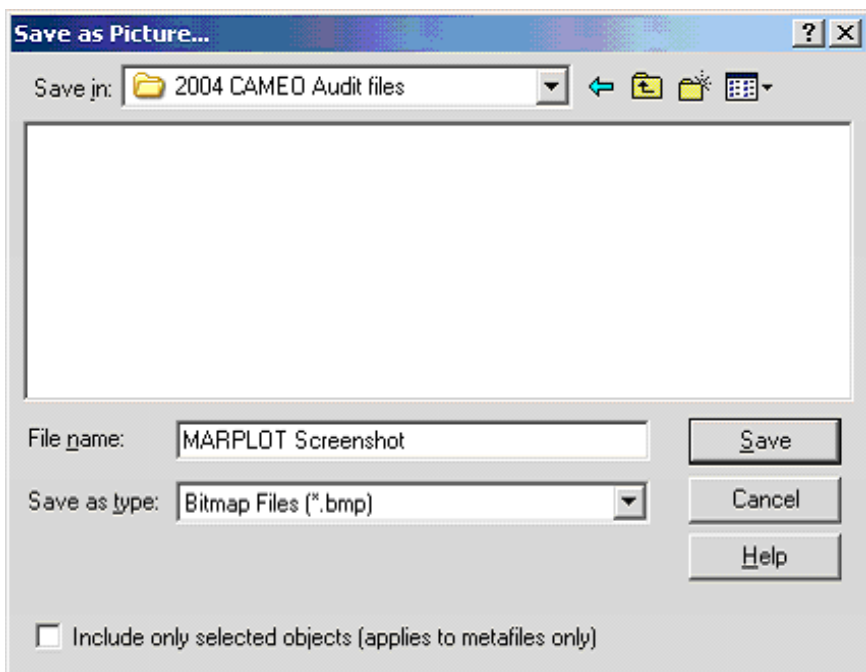 Save as Picture...
Save in: 2004 CAMEO Audit files
File name: MARPLOT Screenshot
Save
Save as type: Bitmap Files (*.bmp)
Cancel
Help
Include only selected objects (applies to metafiles only)